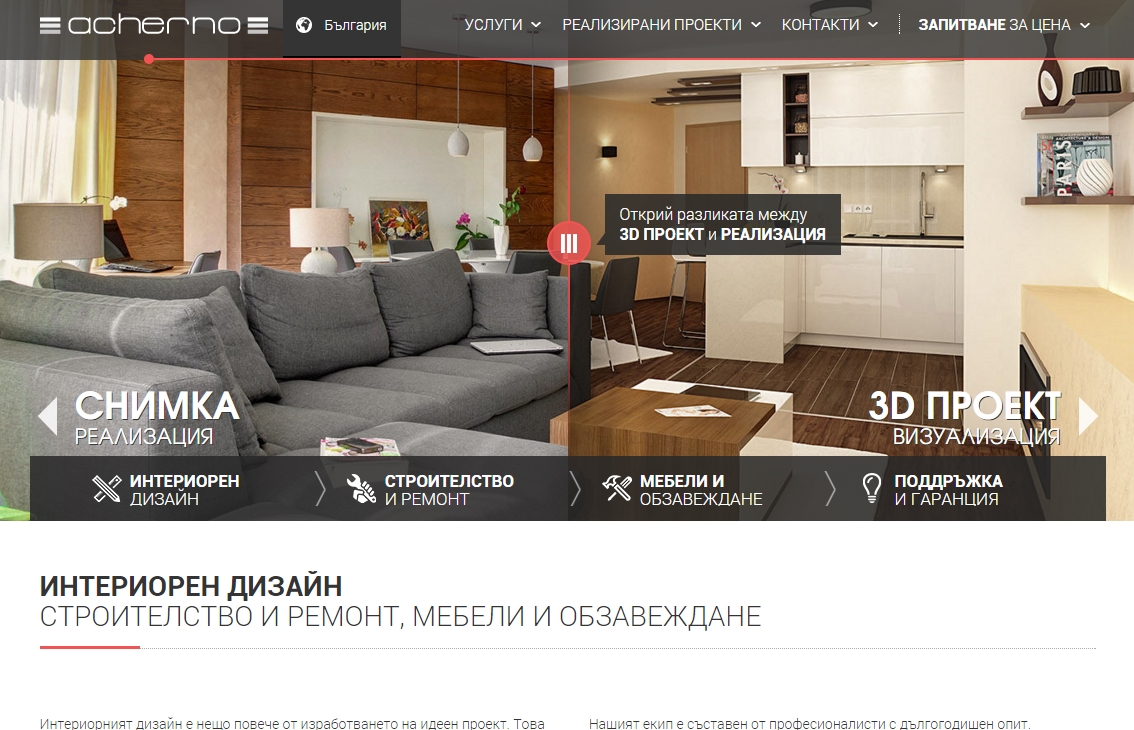 acherno
България
УСЛУГИ
РЕАЛИЗИРАНИ ПРОЕКТИ
КОНТАКТИ
ЗАПИТВАНЕ ЗА ЦЕНА
PARIS
Открий разликата между
3D ПРОЕКТ и РЕАЛИЗАЦИЯ
СНИМКА
РЕАЛИЗАЦИЯ
3D ПРОЕКТ
ВИЗУАЛИЗАЦИЯ
ИНТЕРИОРЕН
ДИЗАЙН
СТРОИТЕЛСТВО
И РЕМОНТ
МЕБЕЛИ И
ОБЗАВЕЖДАНЕ
ПОДДРЪЖКА
И ГАРАНЦИЯ
ИНТЕРИОРЕН ДИЗАЙН
СТРОИТЕЛСТВО И РЕМОНТ, МЕБЕЛИ И ОБЗАВЕЖДАНЕ
Интериорният дизайн е нещо повече от изработването на идеен проект. Това
Нашият екип е съставен от професионалисти с дългогодишен опит.